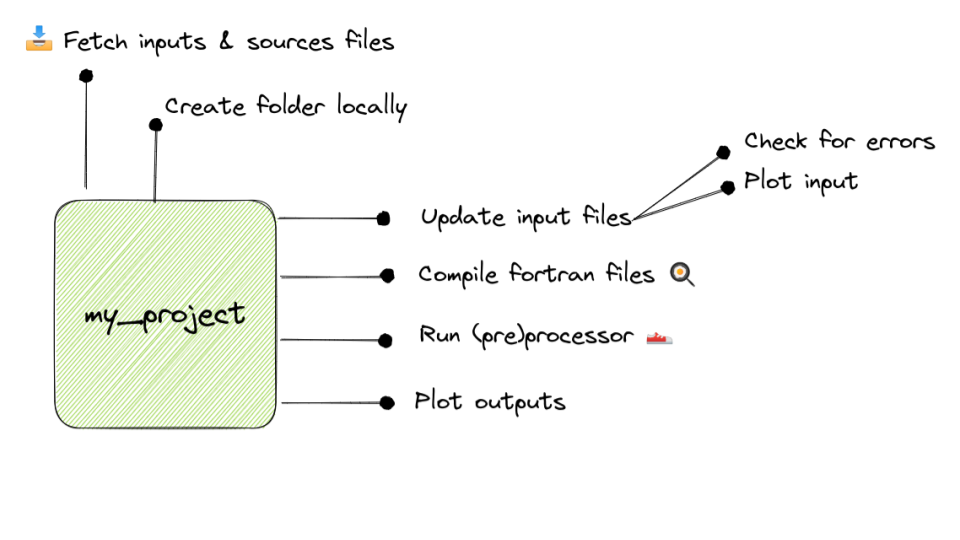 Fetch inputs & sources files
Create folder locally
Check for errors
Plot input
Update input files
Compile fortran files
my_project
Run (pre)processor
Plot outputs